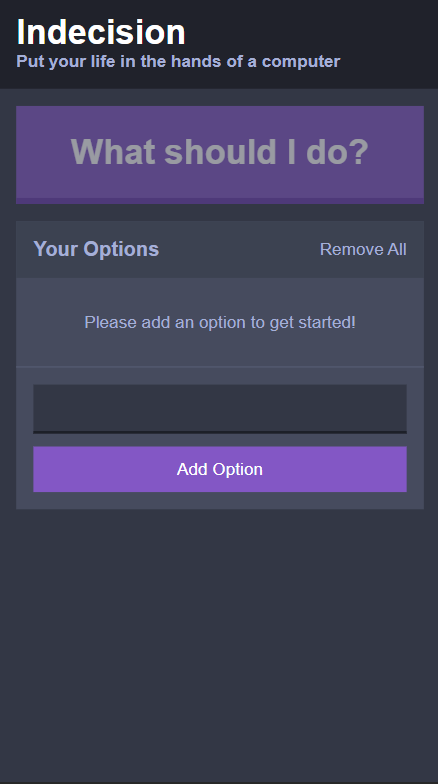 Indecision
Put your life in the hands of a computer
What should I do?
Your Options
Remove All
Please add an option to get started!
Add Option